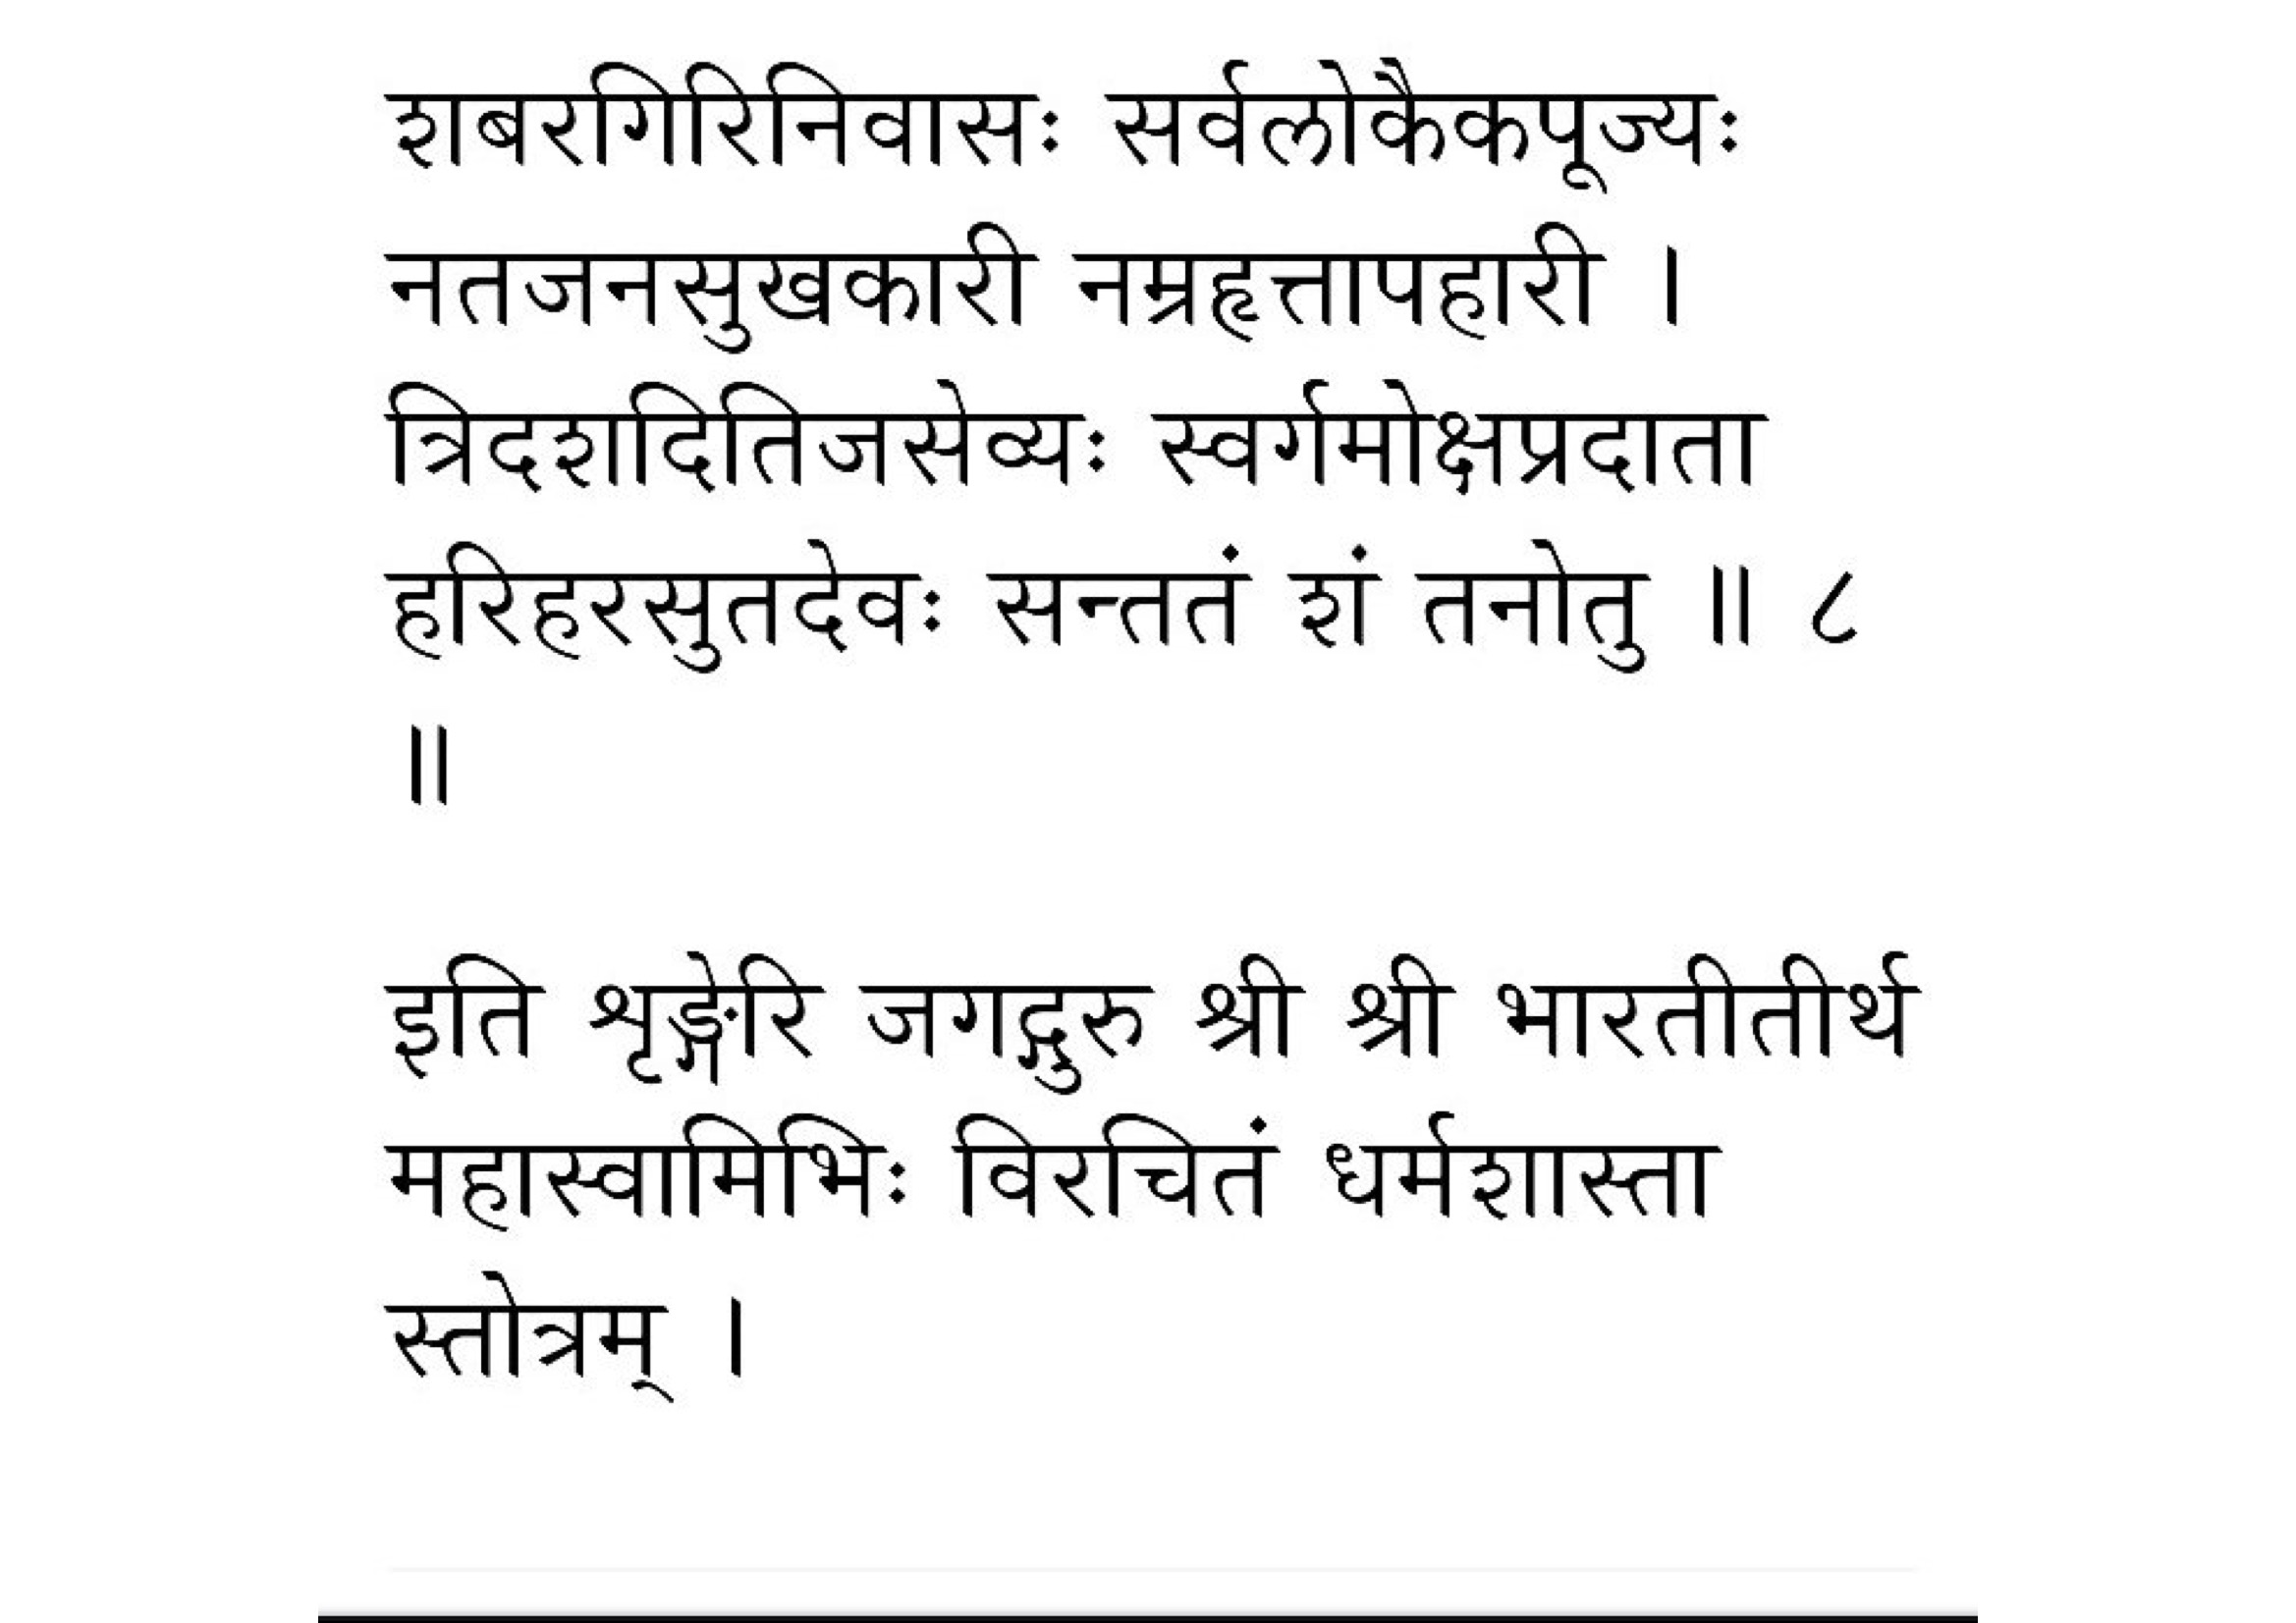 शबरगिरिनिवासः सर्वलोकैकपूज्यः
नतजनसुखकारी नम्रहृत्तापहारी ।
त्रिदशदितिजसेव्यः स्वर्गमोक्षप्रदाता
हरिहरसुतदेवः सन्ततं शं तनोतु ॥ ८
॥
इति शृङ्गेरि जगद्गुरु श्री श्री भारतीतीर्थ
महास्वामिभिः विरचितं धर्मशास्ता
स्तोत्रम् ।